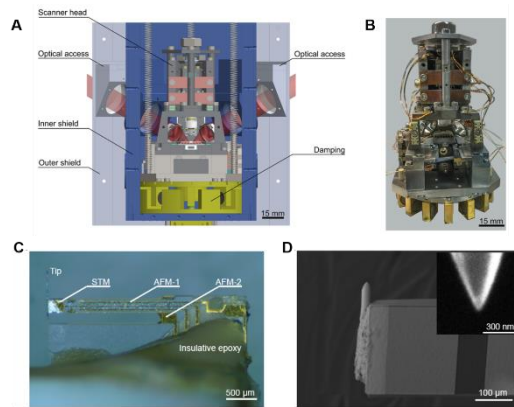 A
Scanner head
Optical access
Optical access
Inner shield
Outer shield
Damping
15 mm
B
15 mm
C
Tip
STM
AFM-1
AFM-2
Insulative epoxy
500 µm
D
300 nm
100 µm